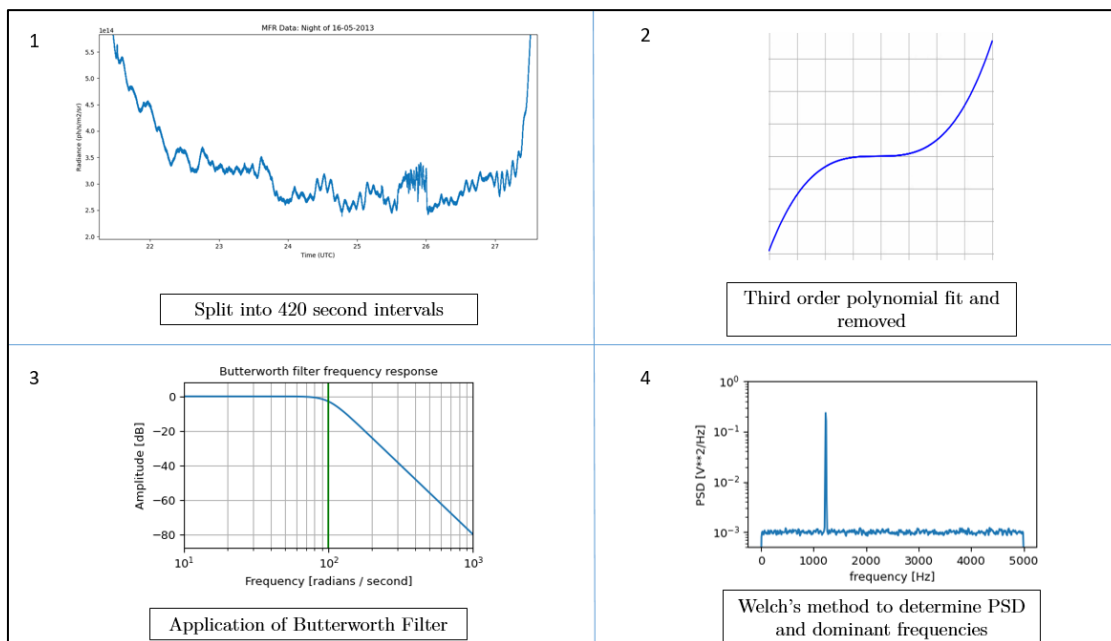 1
MFR Data: Night of 16-05-2013
1e14
5.5
5.0
4.5
4.0
3.5
3.0
2.5
2.0
Radiance (ph/s/m2/sr)
22
23
24
25
26
27
Time (UTC)
Split into 420 second intervals
2
Third order polynomial fit and
removed
3
Butterworth filter frequency response
0
−20
−40
−60
−80
Amplitude [dB]
10¹
10²
10³
Frequency [radians / second]
Application of Butterworth Filter
4
10⁰
10⁻¹
10⁻²
10⁻³
PSD [V**2/Hz]
0
1000
2000
3000
4000
5000
frequency [Hz]
Welch's method to determine PSD
and dominant frequencies